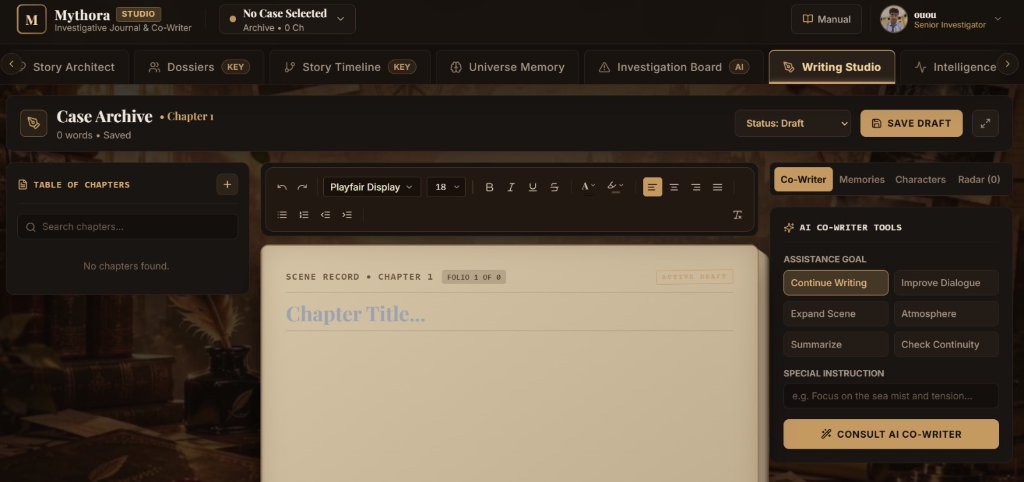 M
Mythora STUDIO
Investigative Journal & Co-Writer
No Case Selected
Archive • 0 Ch
Manual
ouou
Senior Investigator
Story Architect
Dossiers KEY
Story Timeline KEY
Universe Memory
Investigation Board AI
Writing Studio
Intelligence
Case Archive • Chapter 1
0 words • Saved
Status: Draft
SAVE DRAFT
TABLE OF CHAPTERS
Search chapters...
No chapters found.
Playfair Display 18 B I U S A
SCENE RECORD • CHAPTER 1 FOLIO 1 OF 0 ACTIVE DRAFT
Chapter Title...
Co-Writer Memories Characters Radar (0)
AI CO-WRITER TOOLS
ASSISTANCE GOAL
Continue Writing Improve Dialogue
Expand Scene Atmosphere
Summarize Check Continuity
SPECIAL INSTRUCTION
e.g. Focus on the sea mist and tension...
CONSULT AI CO-WRITER